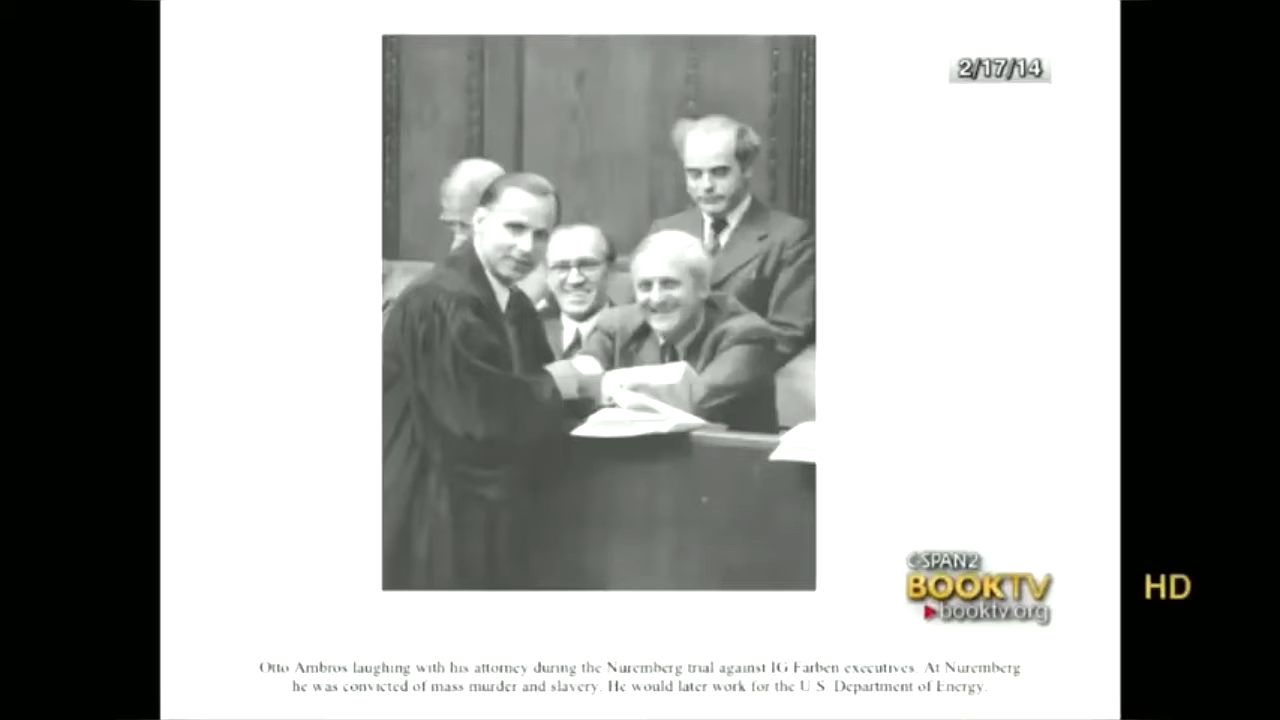 2/17/14
C-SPAN2
BOOKTV
booktv.org
HD
Otto Ambros laughing with his attorney during the Nuremberg trial against IG Farben executives. At Nuremberg
he was convicted of mass murder and slavery. He would later work for the U.S. Department of Energy.